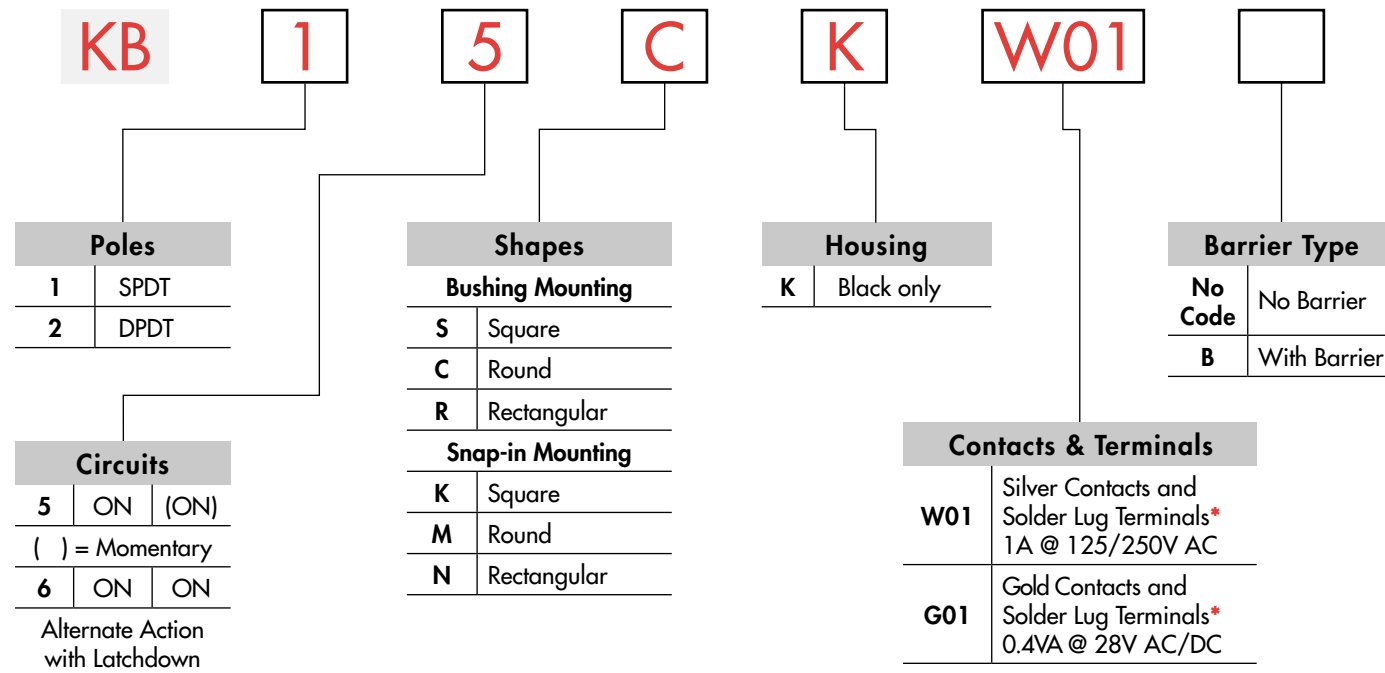 KB 1 5 C K W01
Poles
1 SPDT
2 DPDT
Circuits
5 ON (ON)
( ) = Momentary
6 ON ON
Alternate Action
with Latchdown
Shapes
Bushing Mounting
S Square
C Round
R Rectangular
Snap-in Mounting
K Square
M Round
N Rectangular
Housing
K Black only
Contacts & Terminals
W01 Silver Contacts and
Solder Lug Terminals*
1A @ 125/250V AC
G01 Gold Contacts and
Solder Lug Terminals*
0.4VA @ 28V AC/DC
Barrier Type
No
Code No Barrier
B With Barrier